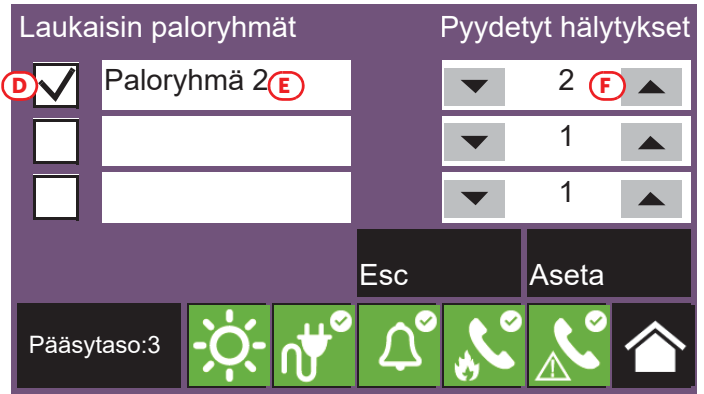 Laukaisin paloryhmät Pyydetyt hälytykset
D Paloryhmä 2 E 2 F
1
1
Esc Aseta
Pääsytaso:3